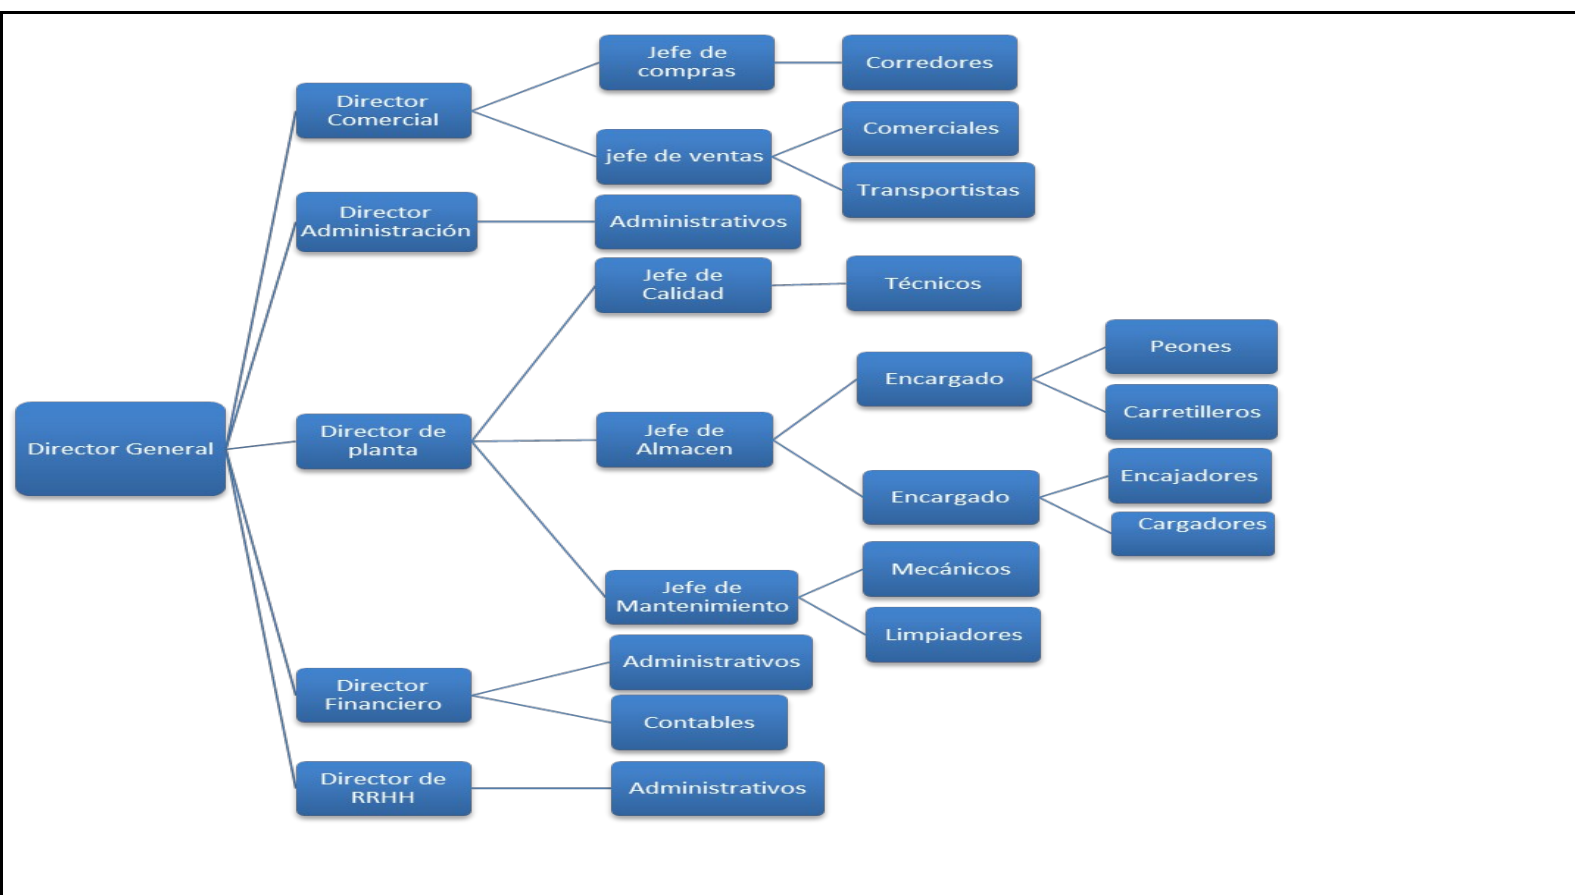 Jefe de
compras
Corredores
Director
Comercial
Comerciales
jefe de ventas
Transportistas
Director
Administración
Administrativos
Jefe de
Calidad
Técnicos
Peones
Encargado
Carretilleros
Director General
Director de
planta
Jefe de
Almacen
Encajadores
Encargado
Cargadores
Mecánicos
Jefe de
Mantenimiento
Limpiadores
Administrativos
Director
Financiero
Contables
Director de
RRHH
Administrativos